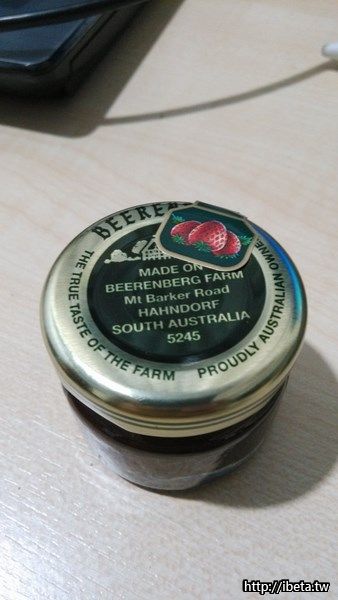 MADE ON
BEERENBERG FARM
Mt Barker Road
HAHNDORF
SOUTH AUSTRALIA
5245
THE TRUE TASTE OF THE FARM
PROUDLY AUSTRALIAN
http://ibeta.tw